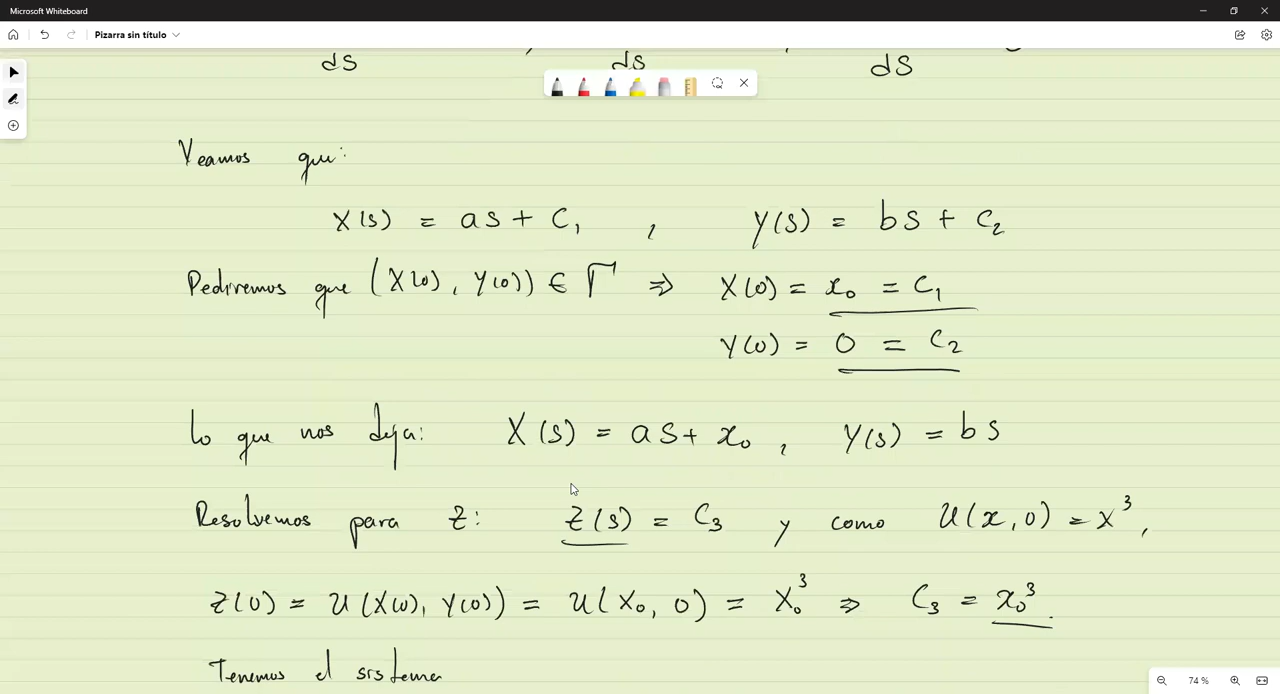 Microsoft Whiteboard
Pizarra sin título
ds ds ds
Veamos que:
X(s) = as + C₁ , Y(s) = bs + C₂
Pediremos que (X(0), Y(0)) ∈ Γ ⇒ X(0) = x₀ = C₁
Y(0) = 0 = C₂
Lo que nos deja: X(s) = as + x₀ , Y(s) = bs
Resolvemos para Z: Z(s) = C₃ y como U(x, 0) = x³,
Z(0) = U(X(0), Y(0)) = U(X₀, 0) = X₀³ ⇒ C₃ = x₀³.
Tenemos el sistema
74 %